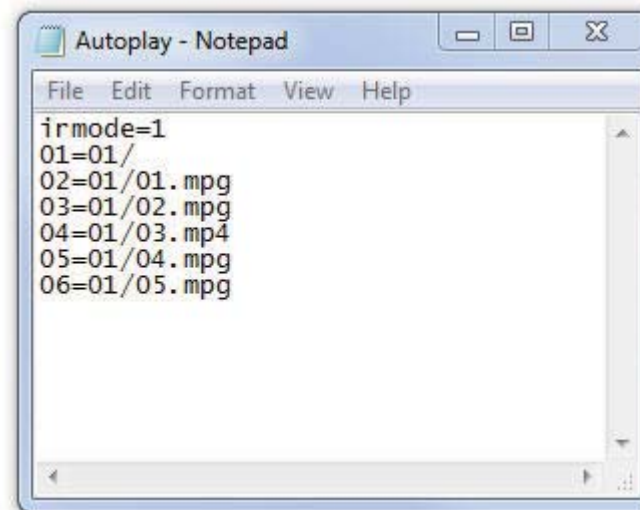 Autoplay - Notepad
File Edit Format View Help
irmode=1
01=01/
02=01/01.mpg
03=01/02.mpg
04=01/03.mp4
05=01/04.mpg
06=01/05.mpg